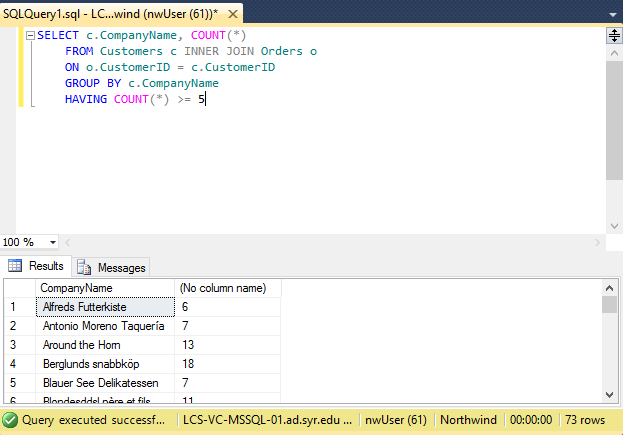 SQLQuery1.sql - LC...wind (nwUser (61))*
SELECT c.CompanyName, COUNT(*)
FROM Customers c INNER JOIN Orders o
ON o.CustomerID = c.CustomerID
GROUP BY c.CompanyName
HAVING COUNT(*) >= 5
100 %
Results Messages
CompanyName (No column name)
1 Alfreds Futterkiste 6
2 Antonio Moreno Taquería 7
3 Around the Horn 13
4 Berglunds snabbköp 18
5 Blauer See Delikatessen 7
6 Blondesddsl père et fils 11
Query executed successf... LCS-VC-MSSQL-01.ad.syr.edu ... nwUser (61) Northwind 00:00:00 73 rows